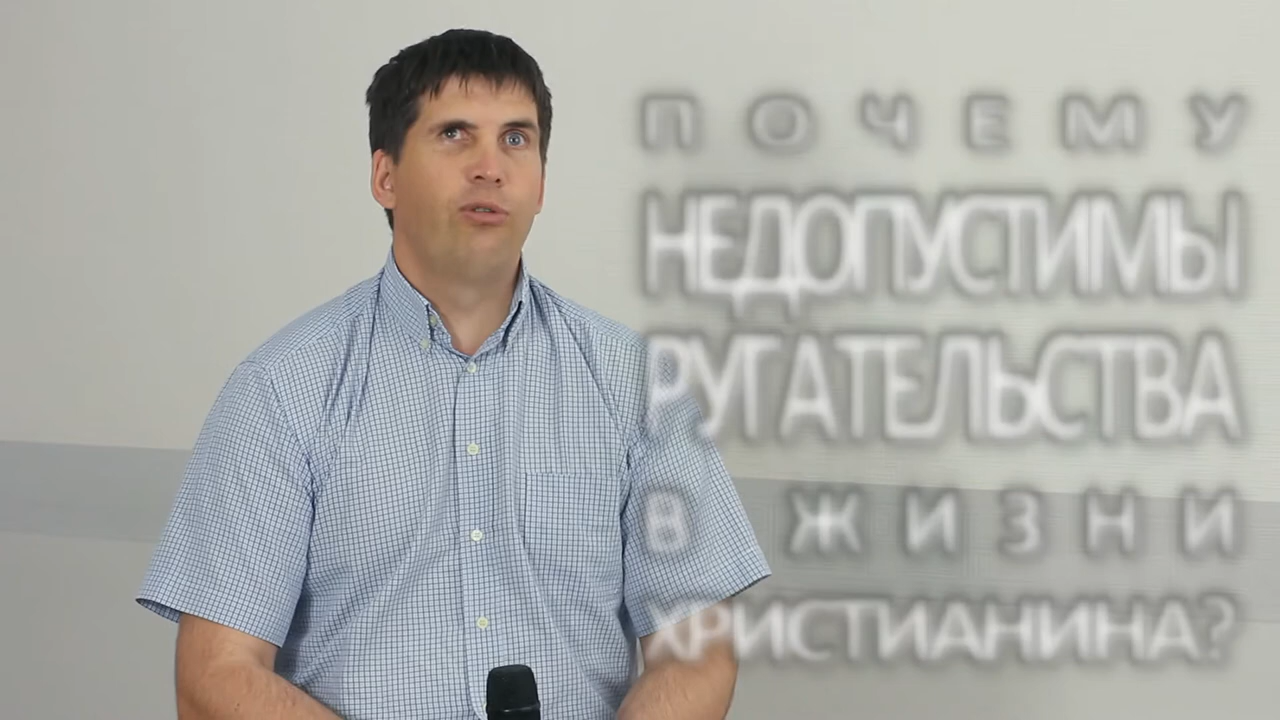 ПОЧЕМУ
НЕДОПУСТИМЫ
РУГАТЕЛЬСТВА
В ЖИЗНИ
ХРИСТИАНИНА?